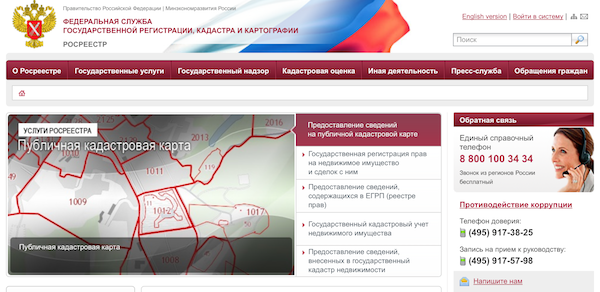 Правительство Российской Федерации | Минэкономразвития России
ФЕДЕРАЛЬНАЯ СЛУЖБА
ГОСУДАРСТВЕННОЙ РЕГИСТРАЦИИ, КАДАСТРА И КАРТОГРАФИИ
РОСРЕЕСТР
English version | Войти в систему |
Поиск
О Росреестре
Государственные услуги
Государственный надзор
Кадастровая оценка
Иная деятельность
Пресс-служба
Обращения граждан
УСЛУГИ РОСРЕЕСТРА
Публичная кадастровая карта
2016
2013
1031
1009
1012
1017
Публичная кадастровая карта
Предоставление сведений
на публичной кадастровой карте
Государственная регистрация прав
на недвижимое имущество
и сделок с ним
Предоставление сведений,
содержащихся в ЕГРП (реестре
прав)
Государственный кадастровый учет
недвижимого имущества
Предоставление сведений,
внесенных в государственный
кадастр недвижимости
Обратная связь
Единый справочный
телефон
8 800 100 34 34
Звонок из регионов России
бесплатный
Противодействие коррупции
Телефон доверия:
(495) 917-38-25
Запись на прием к руководству:
(495) 917-57-98
Напишите нам